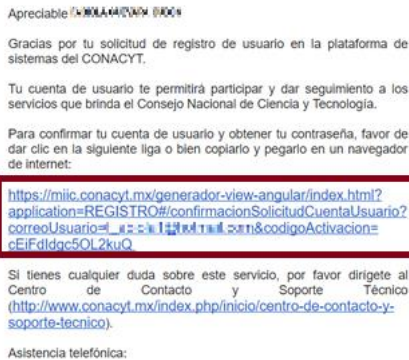 Apreciable
Gracias por tu solicitud de registro de usuario en la plataforma de
sistemas del CONACYT.
Tu cuenta de usuario te permitirá participar y dar seguimiento a los
servicios que brinda el Consejo Nacional de Ciencia y Tecnología.
Para confirmar tu cuenta de usuario y obtener tu contraseña, favor de
dar clic en la siguiente liga o bien copiarlo y pegarlo en un navegador
de internet:
https://miic.conacyt.mx/generador-view-angular/index.html?
application=REGISTRO#/confirmacionSolicitudCuentaUsuario?
correoUsuario= &codigoActivacion=
cEiFdIdgc5OL2kuQ
Si tienes cualquier duda sobre este servicio, por favor dirígete al
Centro de Contacto y Soporte Técnico
(http://www.conacyt.mx/index.php/inicio/centro-de-contacto-y-
soporte-tecnico).
Asistencia telefónica: